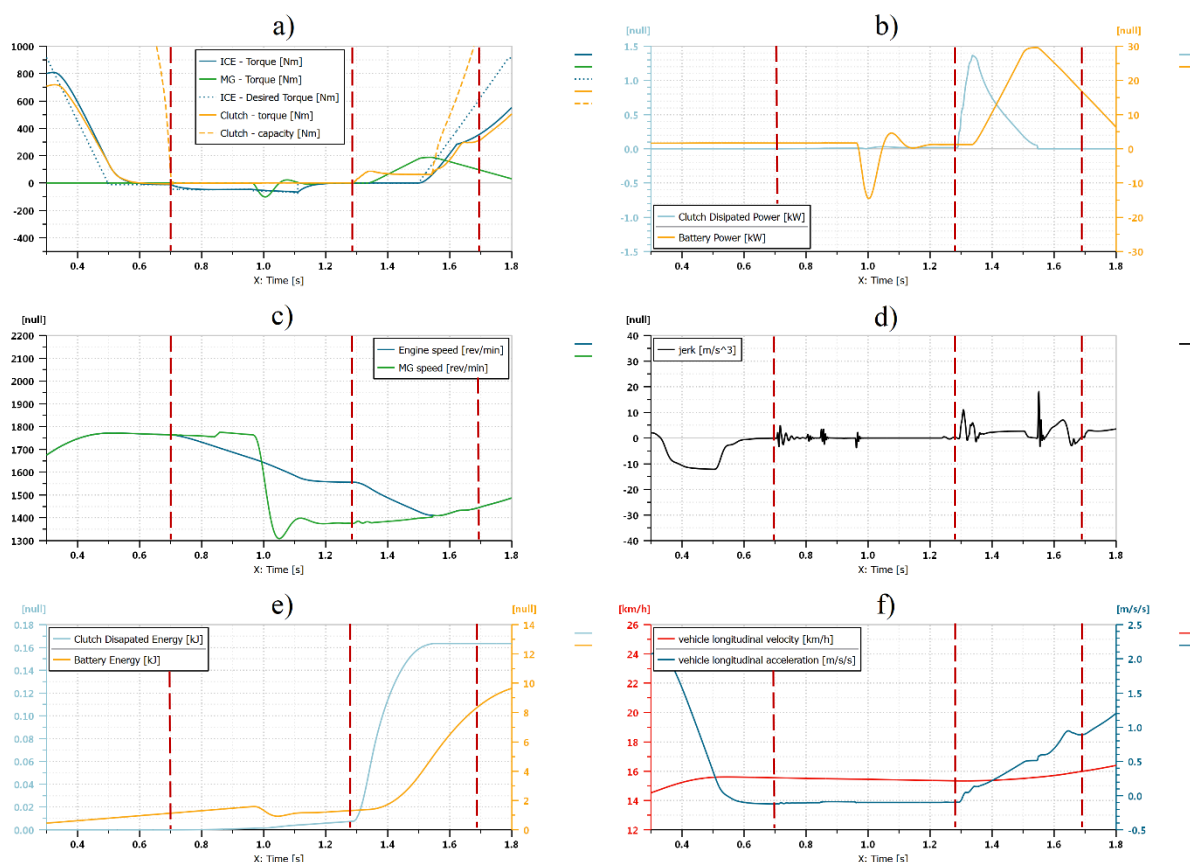 a)
1000
800
600
400
200
0
-200
-400
ICE - Torque [Nm]
MG - Torque [Nm]
ICE - Desired Torque [Nm]
Clutch - torque [Nm]
Clutch - capacity [Nm]
0.4 0.6 0.8 1.0 1.2 1.4 1.6 1.8
X: Time [s]
b)
[null] [null]
1.5 30
1.0 20
0.5 10
0.0 0
-0.5 -10
-1.0 -20
-1.5 -30
Clutch Disipated Power [kW]
Battery Power [kW]
0.4 0.6 0.8 1.0 1.2 1.4 1.6 1.8
X: Time [s]
c)
[null]
2200
2100
2000
1900
1800
1700
1600
1500
1400
1300
Engine speed [rev/min]
MG speed [rev/min]
0.4 0.6 0.8 1.0 1.2 1.4 1.6 1.8
X: Time [s]
d)
[null]
40
30
20
10
0
-10
-20
-30
-40
jerk [m/s^3]
0.4 0.6 0.8 1.0 1.2 1.4 1.6 1.8
X: Time [s]
e)
[null] [null]
0.18 14
0.16 12
0.14 10
0.12 8
0.10 6
0.08 4
0.06 2
0.04 0
0.02
0.00
Clutch Disapated Energy [kJ]
Battery Energy [kJ]
0.4 0.6 0.8 1.0 1.2 1.4 1.6 1.8
X: Time [s]
f)
[km/h] [m/s/s]
26 2.5
24 2.0
22 1.5
20 1.0
18 0.5
16 0.0
14 -0.5
12
vehicle longitudinal velocity [km/h]
vehicle longitudinal acceleration [m/s/s]
0.4 0.6 0.8 1.0 1.2 1.4 1.6 1.8
X: Time [s]